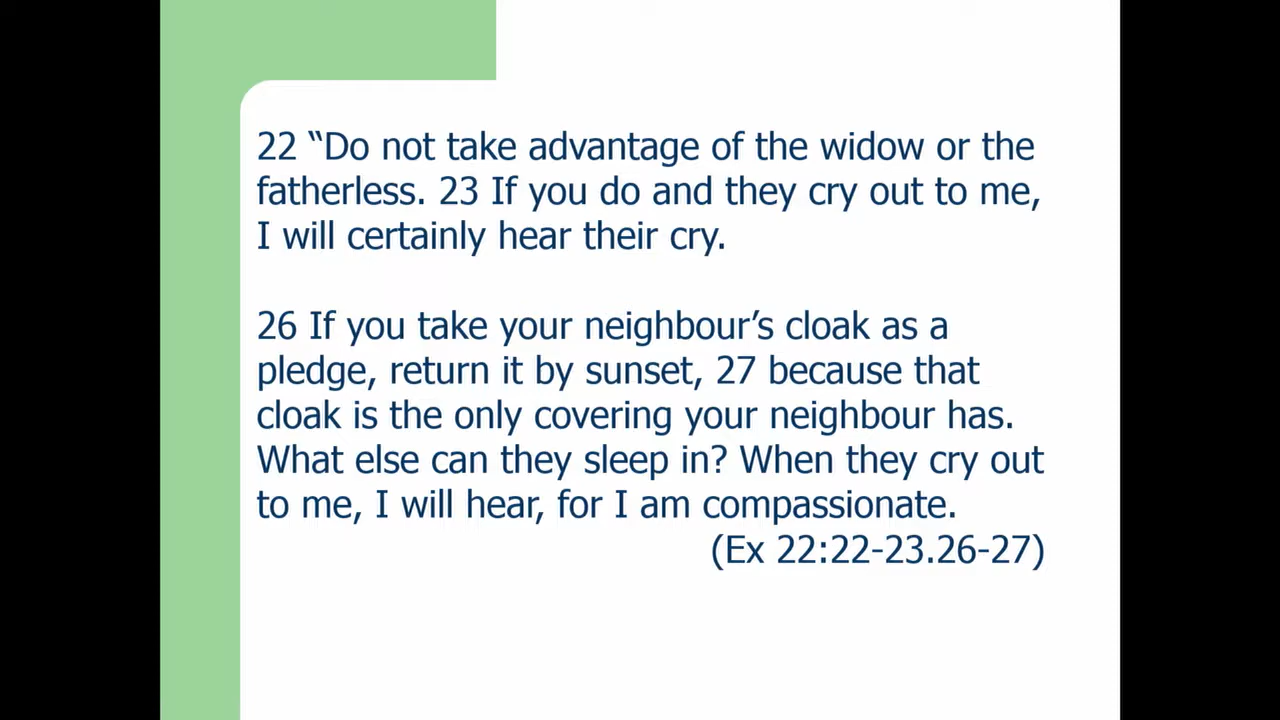 22 “Do not take advantage of the widow or the
fatherless. 23 If you do and they cry out to me,
I will certainly hear their cry.
26 If you take your neighbour’s cloak as a
pledge, return it by sunset, 27 because that
cloak is the only covering your neighbour has.
What else can they sleep in? When they cry out
to me, I will hear, for I am compassionate.
(Ex 22:22-23.26-27)